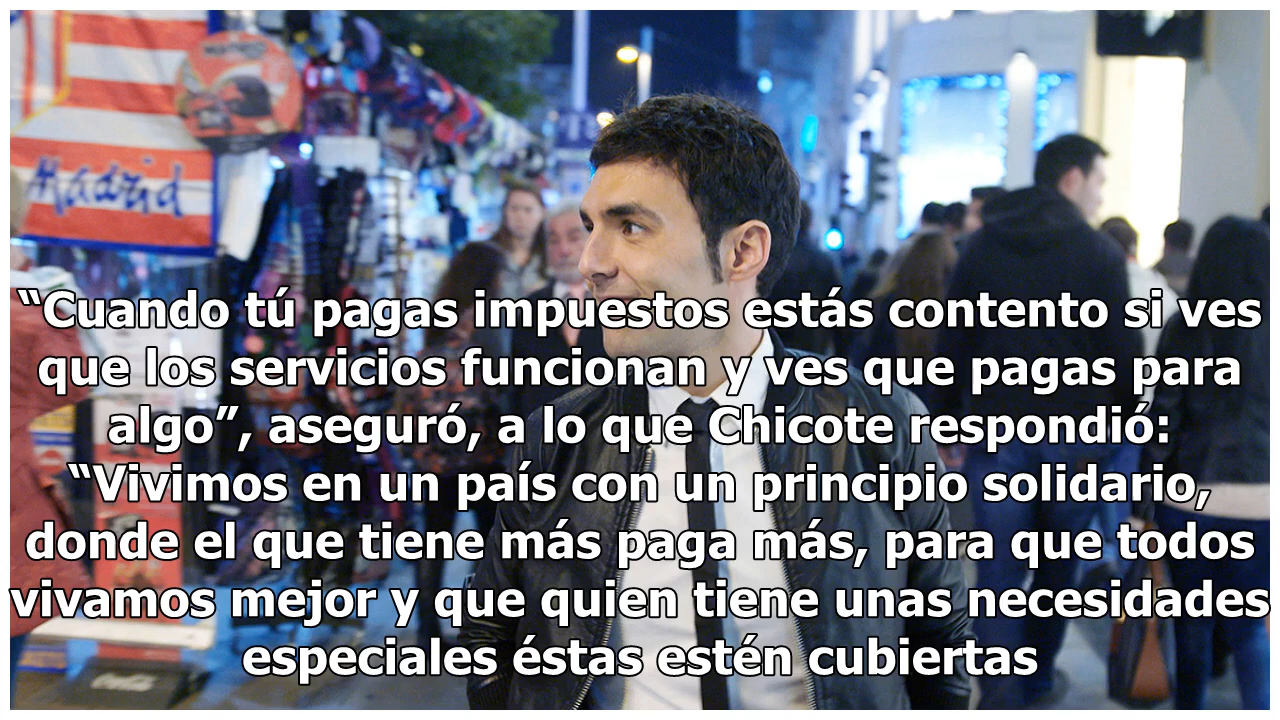 Madrid
“Cuando tú pagas impuestos estás contento si ves
que los servicios funcionan y ves que pagas para
algo”, aseguró, a lo que Chicote respondió:
“Vivimos en un país con un principio solidario,
donde el que tiene más paga más, para que todos
vivamos mejor y que quien tiene unas necesidades
especiales éstas estén cubiertas